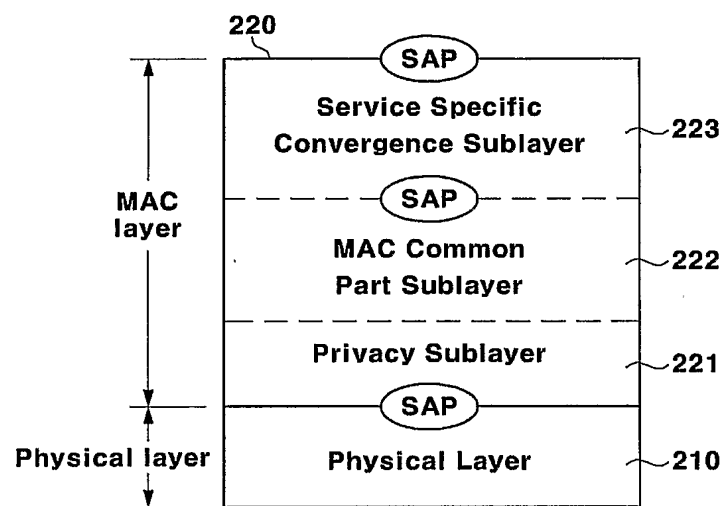 220
SAP
Service Specific
Convergence Sublayer
223
SAP
MAC
layer
MAC Common
Part Sublayer
222
Privacy Sublayer
221
SAP
Physical layer
Physical Layer
210